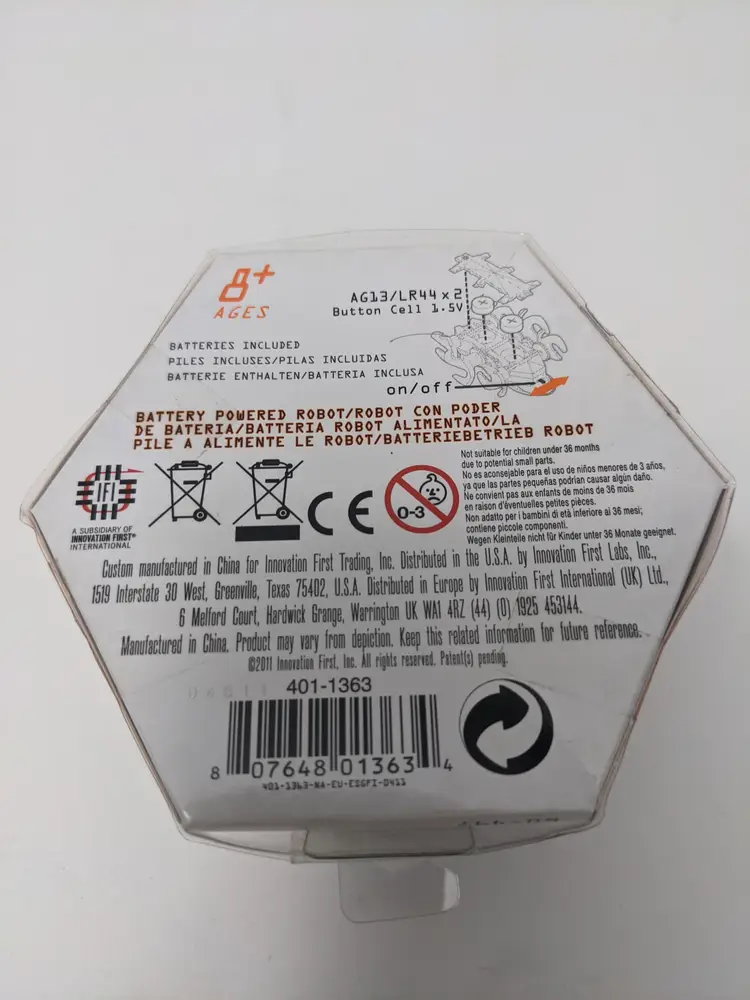 8+
AGES
AG13/LR44 x 2
Button Cell 1.5V
BATTERIES INCLUDED
PILES INCLUSES/PILAS INCLUIDAS
BATTERIE ENTHALTEN/BATTERIA INCLUSA
on/off
BATTERY POWERED ROBOT/ROBOT CON PODER
DE BATERIA/BATTERIA ROBOT ALIMENTATO/LA
PILE A ALIMENTE LE ROBOT/BATTERIEBETRIEB ROBOT
IFI
A SUBSIDIARY OF
INNOVATION FIRST®
INTERNATIONAL
CE
0-3
Not suitable for children under 36 months
due to potential small parts.
No es aconsejable para el uso de niños menores de 3 años,
ya que las partes pequeñas podrían causar algún daño.
Ne convient pas aux enfants de moins de 36 mois
en raison d'éventuelles petites pièces.
Non adatto per i bambini di età inferiore ai 36 mesi;
contiene piccole componenti.
Wegen Kleinteile nicht für Kinder unter 36 Monate geeignet.
Custom manufactured in China for Innovation First Trading, Inc. Distributed in the U.S.A. by Innovation First Labs, Inc.,
1519 Interstate 30 West, Greenville, Texas 75402, U.S.A. Distributed in Europe by Innovation First International (UK) Ltd.,
6 Melford Court, Hardwick Grange, Warrington UK WA1 4RZ (44) (0) 1925 453144.
Manufactured in China. Product may vary from depiction. Keep this related information for future reference.
©2011 Innovation First, Inc. All rights reserved. Patent(s) pending.
401-1363
8 07648 01363 4
401-1363-NA-EU-ESGFI-0411